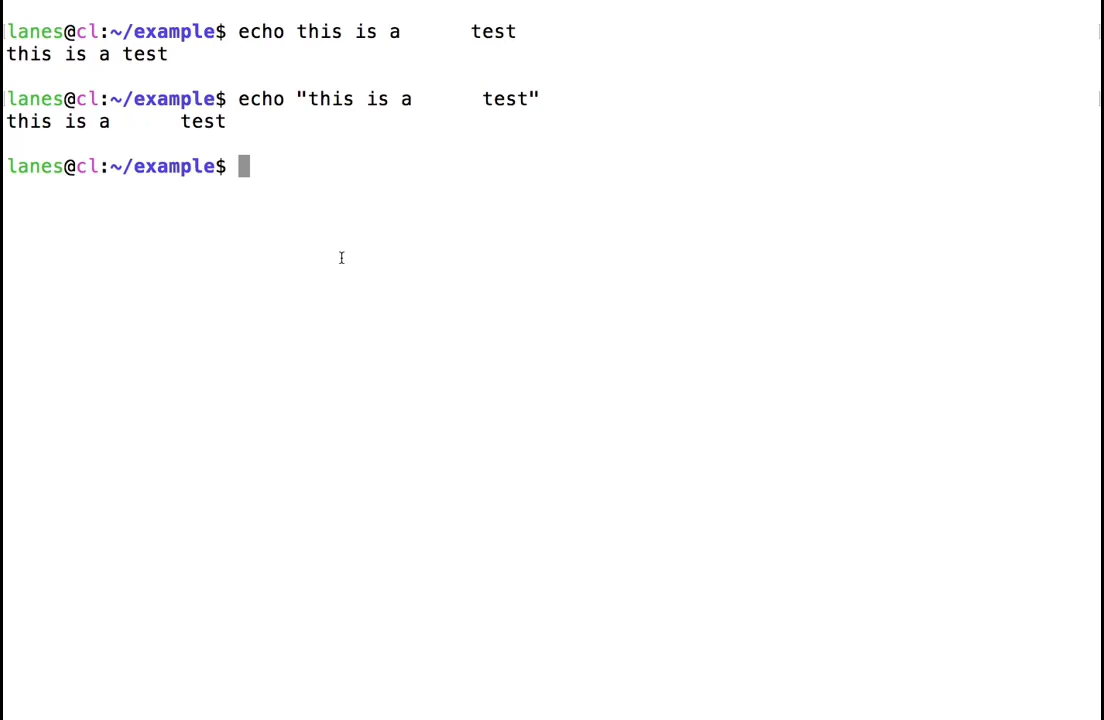 lanes@cl:~/example$ echo this is a      test
this is a test
lanes@cl:~/example$ echo "this is a      test"
this is a      test
lanes@cl:~/example$